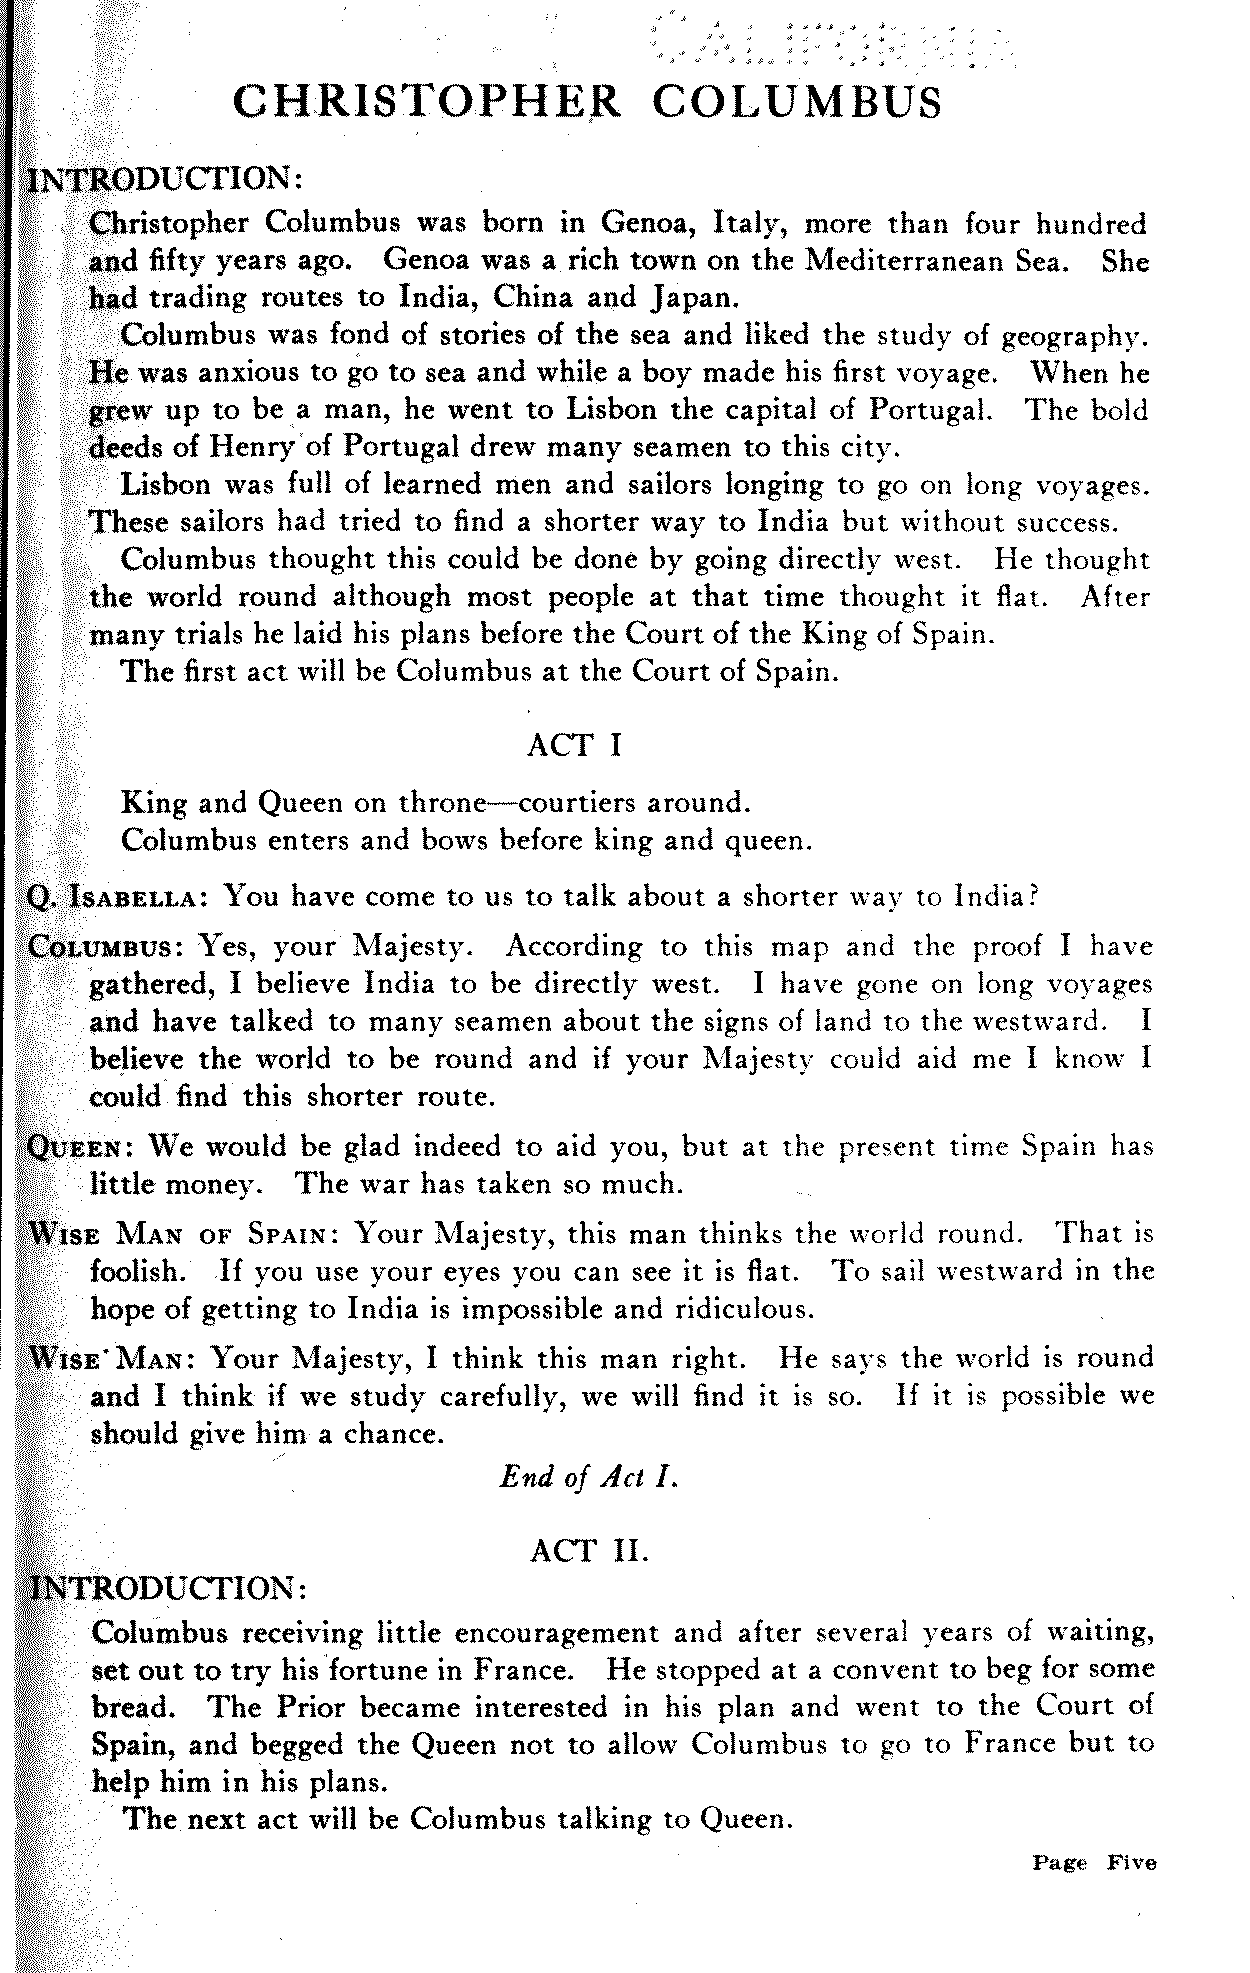 CALIFORNIA
CHRISTOPHER COLUMBUS
INTRODUCTION:
Christopher Columbus was born in Genoa, Italy, more than four hundred
and fifty years ago. Genoa was a rich town on the Mediterranean Sea. She
had trading routes to India, China and Japan.
Columbus was fond of stories of the sea and liked the study of geography.
He was anxious to go to sea and while a boy made his first voyage. When he
grew up to be a man, he went to Lisbon the capital of Portugal. The bold
deeds of Henry of Portugal drew many seamen to this city.
Lisbon was full of learned men and sailors longing to go on long voyages.
These sailors had tried to find a shorter way to India but without success.
Columbus thought this could be done by going directly west. He thought
the world round although most people at that time thought it flat. After
many trials he laid his plans before the Court of the King of Spain.
The first act will be Columbus at the Court of Spain.
ACT I
King and Queen on throne—courtiers around.
Columbus enters and bows before king and queen.
Q. ISABELLA: You have come to us to talk about a shorter way to India?
COLUMBUS: Yes, your Majesty. According to this map and the proof I have
gathered, I believe India to be directly west. I have gone on long voyages
and have talked to many seamen about the signs of land to the westward. I
believe the world to be round and if your Majesty could aid me I know I
could find this shorter route.
QUEEN: We would be glad indeed to aid you, but at the present time Spain has
little money. The war has taken so much.
WISE MAN OF SPAIN: Your Majesty, this man thinks the world round. That is
foolish. If you use your eyes you can see it is flat. To sail westward in the
hope of getting to India is impossible and ridiculous.
WISE MAN: Your Majesty, I think this man right. He says the world is round
and I think if we study carefully, we will find it is so. If it is possible we
should give him a chance.
End of Act I.
ACT II.
INTRODUCTION:
Columbus receiving little encouragement and after several years of waiting,
set out to try his fortune in France. He stopped at a convent to beg for some
bread. The Prior became interested in his plan and went to the Court of
Spain, and begged the Queen not to allow Columbus to go to France but to
help him in his plans.
The next act will be Columbus talking to Queen.
Page Five